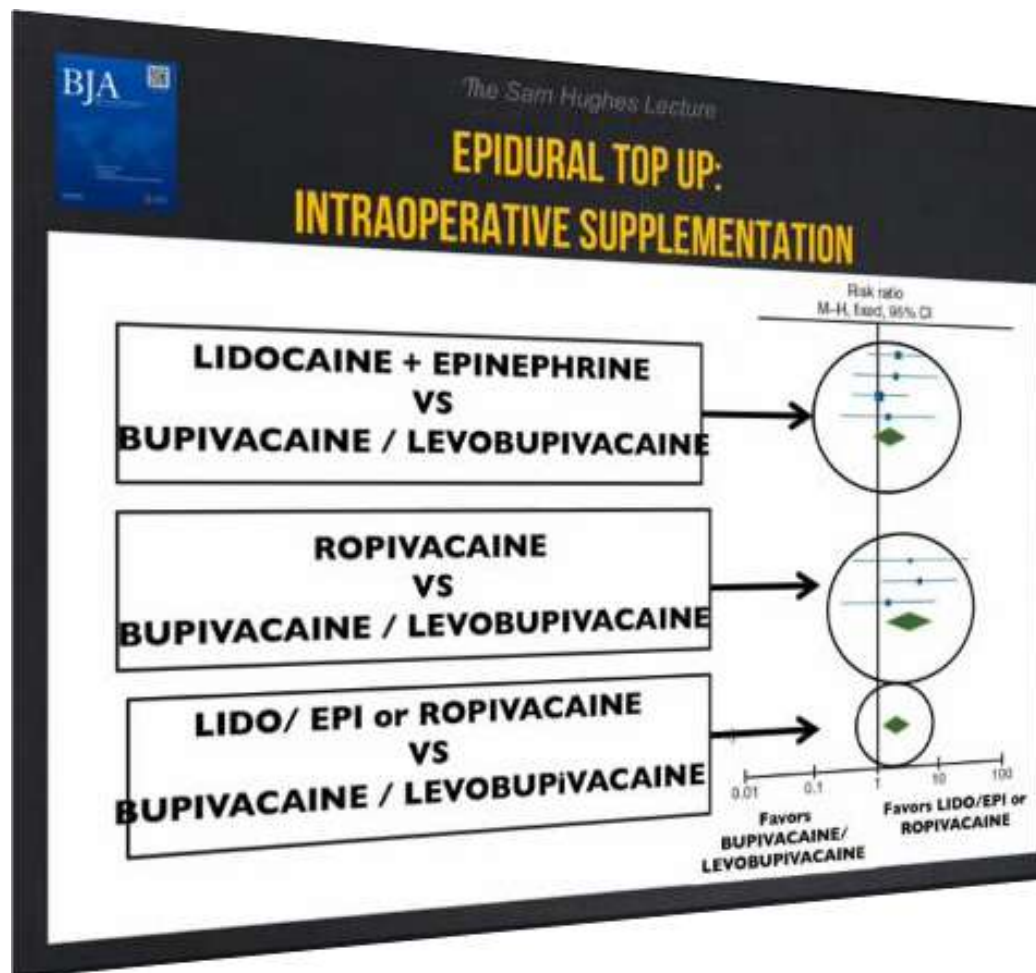 BJA
The Sam Hughes Lecture
EPIDURAL TOP UP:
INTRAOPERATIVE SUPPLEMENTATION
Risk ratio
M–H, fixed, 95% CI
LIDOCAINE + EPINEPHRINE
VS
BUPIVACAINE / LEVOBUPIVACAINE
ROPIVACAINE
VS
BUPIVACAINE / LEVOBUPIVACAINE
LIDO/ EPI or ROPIVACAINE
VS
BUPIVACAINE / LEVOBUPiVACAINE
0.01 0.1 1 10 100
Favors
BUPIVACAINE/
LEVOBUPIVACAINE
Favors LIDO/EPI or
ROPIVACAINE